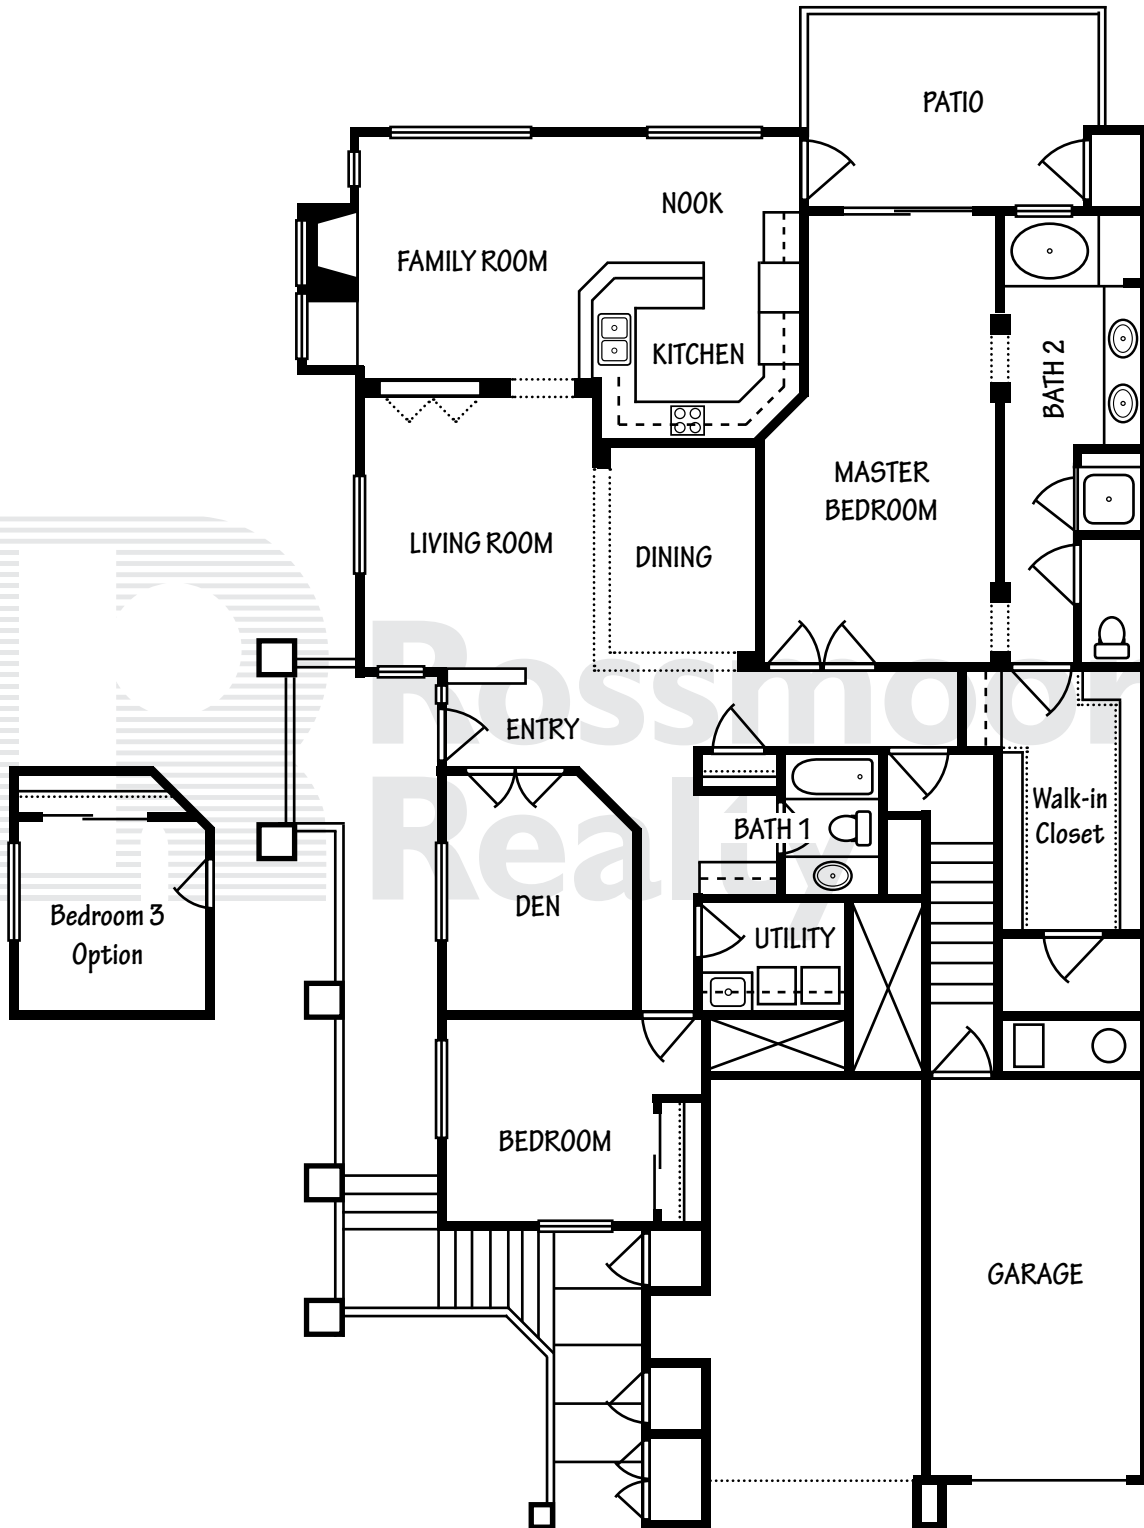 PATIO
NOOK
FAMILY ROOM
KITCHEN
BATH 2
MASTER
BEDROOM
LIVING ROOM
DINING
Rossmoor
Realty
ENTRY
Walk-in
Closet
BATH 1
DEN
Bedroom 3
Option
UTILITY
BEDROOM
GARAGE